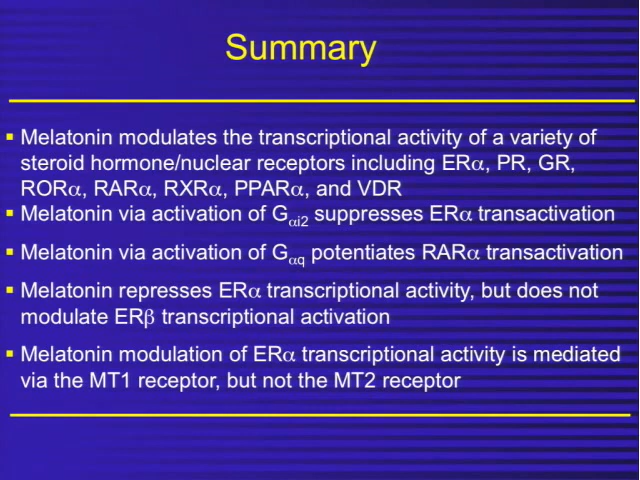 Summary
▪ Melatonin modulates the transcriptional activity of a variety of
steroid hormone/nuclear receptors including ERα, PR, GR,
RORα, RARα, RXRα, PPARα, and VDR
▪ Melatonin via activation of Gαi2 suppresses ERα transactivation
▪ Melatonin via activation of Gαq potentiates RARα transactivation
▪ Melatonin represses ERα transcriptional activity, but does not
modulate ERβ transcriptional activation
▪ Melatonin modulation of ERα transcriptional activity is mediated
via the MT1 receptor, but not the MT2 receptor